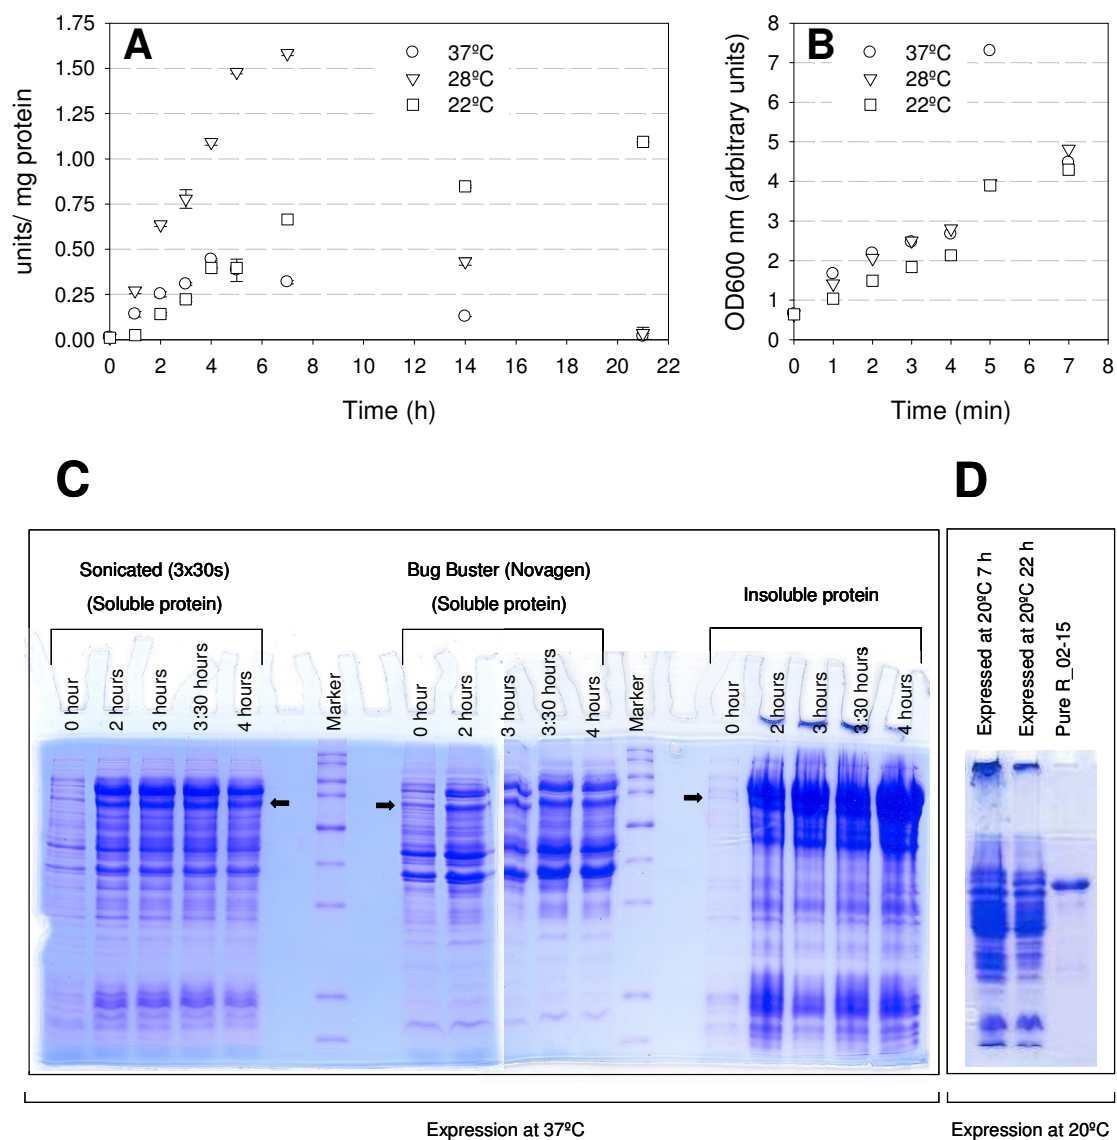 A
37ºC
28ºC
22ºC
units/ mg protein
1.75
1.50
1.25
1.00
0.75
0.50
0.25
0.00
0 2 4 6 8 10 12 14 16 18 20 22
Time (h)
B
37ºC
28ºC
22ºC
OD600 nm (arbitrary units)
8
7
6
5
4
3
2
1
0
0 1 2 3 4 5 6 7 8
Time (min)
C
Sonicated (3x30s)
(Soluble protein)
Bug Buster (Novagen)
(Soluble protein)
Insoluble protein
0 hour
2 hours
3 hours
3:30 hours
4 hours
Marker
0 hour
2 hours
3 hours
3:30 hours
4 hours
Marker
0 hour
2 hours
3 hours
3:30 hours
4 hours
Expression at 37ºC
D
Expressed at 20ºC 7 h
Expressed at 20ºC 22 h
Pure R_02-15
Expression at 20ºC